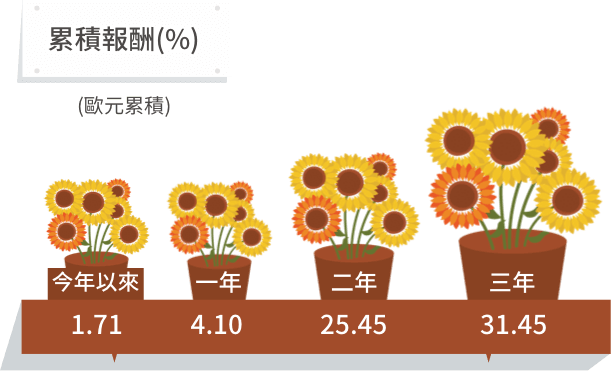 累積報酬(%)
(歐元累積)
今年以來 一年 二年 三年
1.71 4.10 25.45 31.45